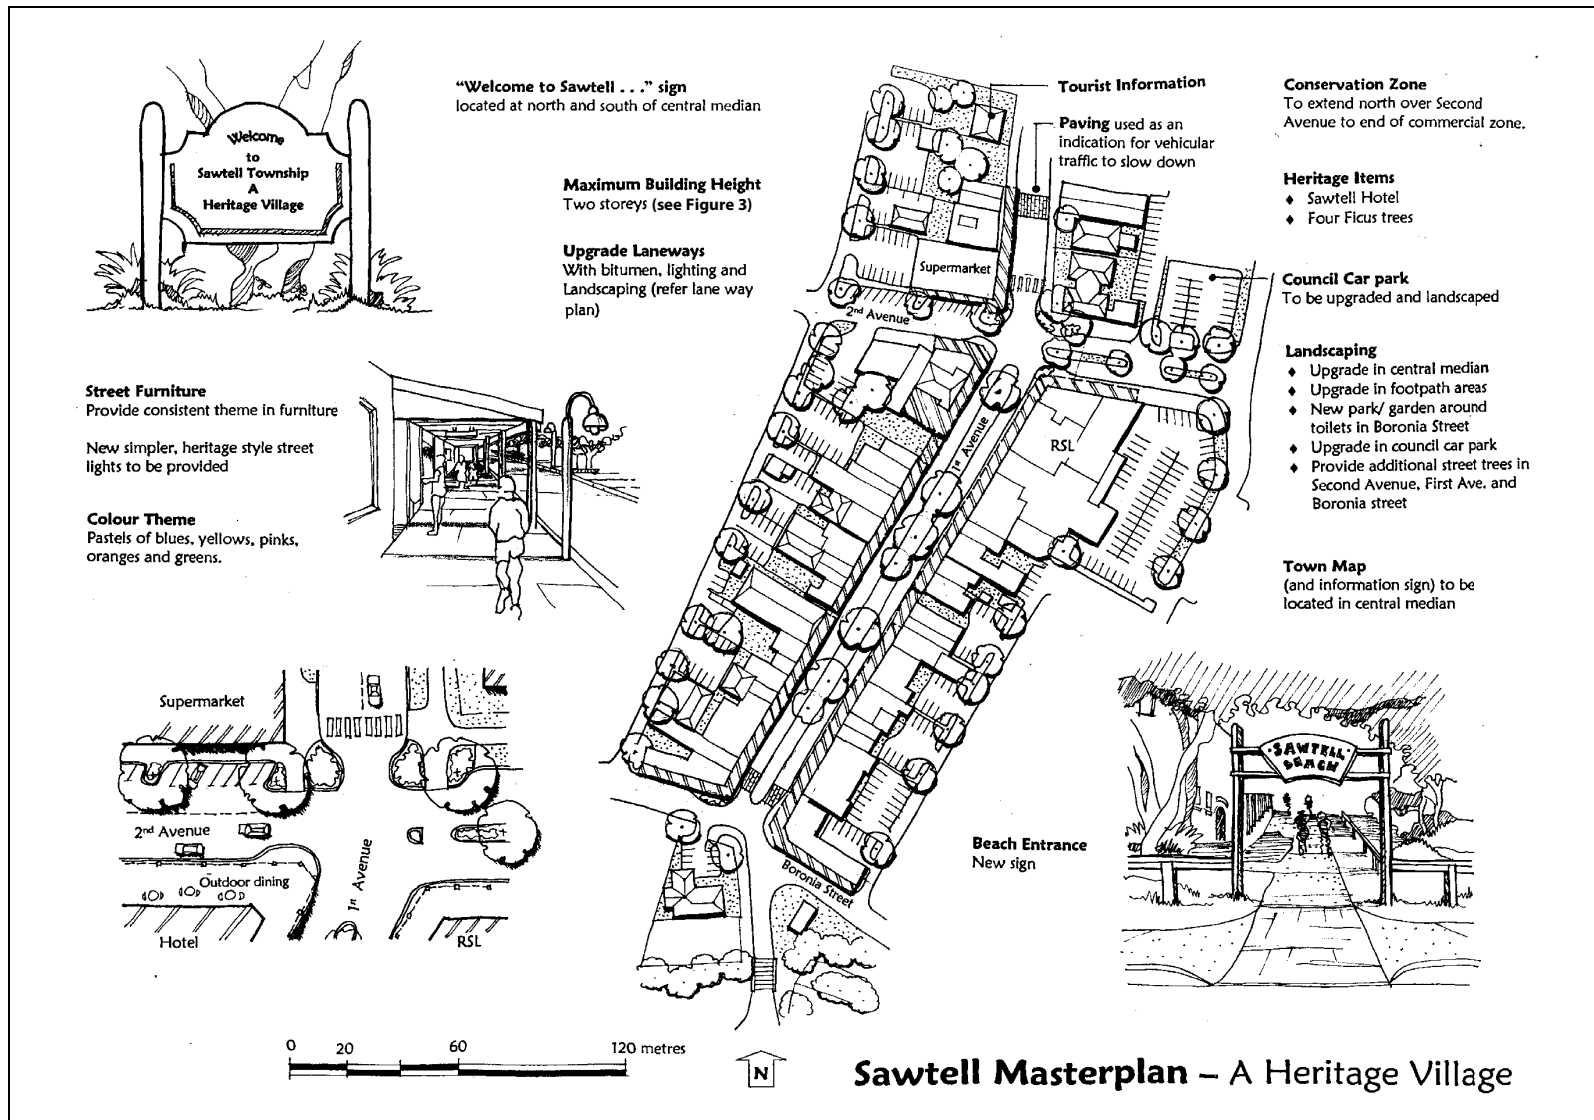 Welcome
to
Sawtell Township
A
Heritage Village
“Welcome to Sawtell . . .” sign
located at north and south of central median
Maximum Building Height
Two storeys (see Figure 3)
Upgrade Laneways
With bitumen, lighting and
Landscaping (refer lane way
plan)
Street Furniture
Provide consistent theme in furniture
New simpler, heritage style street
lights to be provided
Colour Theme
Pastels of blues, yellows, pinks,
oranges and greens.
Supermarket
2nd Avenue
Outdoor dining
Hotel
1st Avenue
RSL
Tourist Information
Paving used as an
indication for vehicular
traffic to slow down
Supermarket
2nd Avenue
1st Avenue
RSL
Boronia Street
Conservation Zone
To extend north over Second
Avenue to end of commercial zone.
Heritage Items
♦ Sawtell Hotel
♦ Four Ficus trees
Council Car park
To be upgraded and landscaped
Landscaping
♦ Upgrade in central median
♦ Upgrade in footpath areas
♦ New park/ garden around
toilets in Boronia Street
♦ Upgrade in council car park
♦ Provide additional street trees in
Second Avenue, First Ave. and
Boronia street
Town Map
(and information sign) to be
located in central median
Beach Entrance
New sign
SAWTELL
BEACH
0 20 60 120 metres
N
Sawtell Masterplan – A Heritage Village